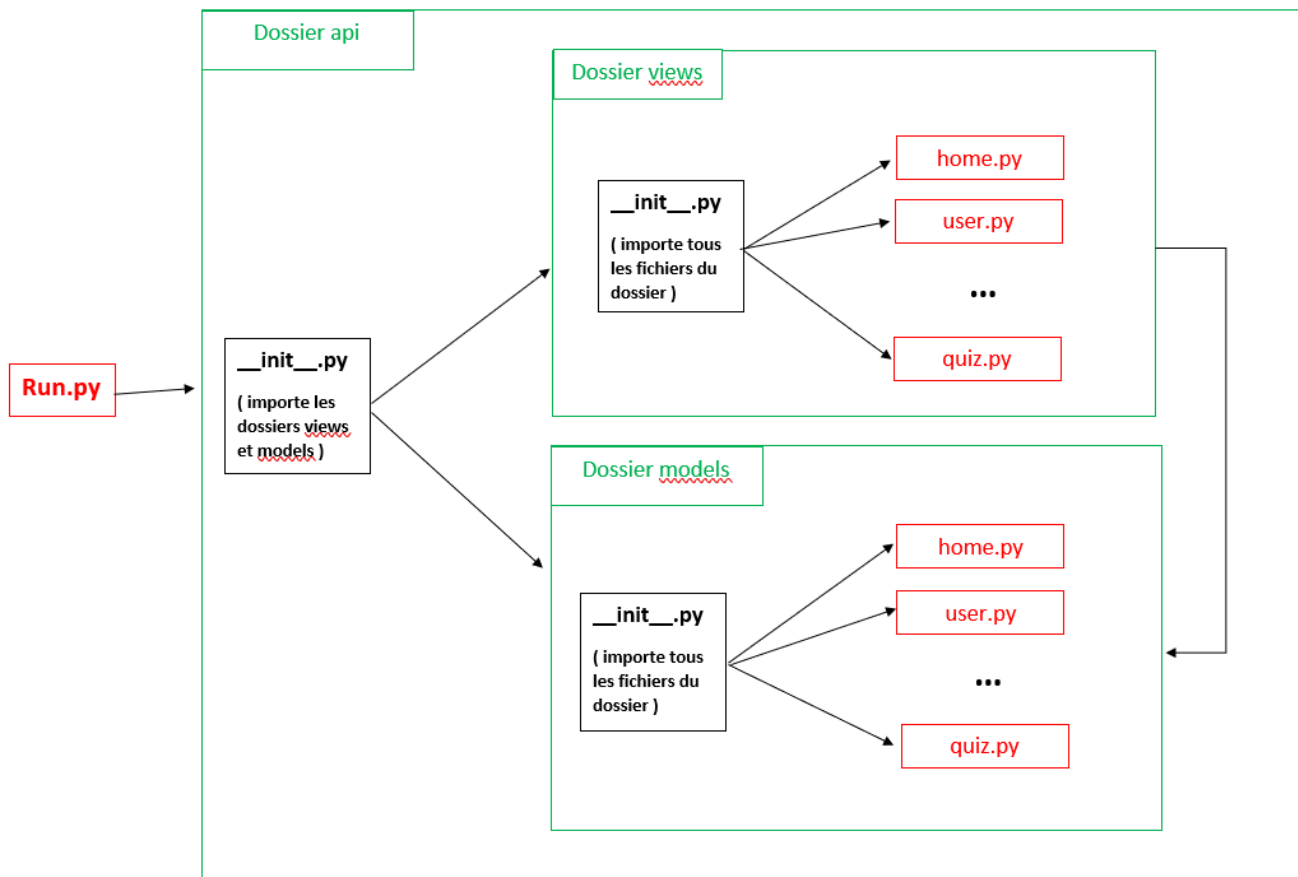 Dossier api
Dossier views
home.py
__init__.py
( importe tous
les fichiers du
dossier )
user.py
...
quiz.py
__init__.py
( importe les
dossiers views
et models )
Run.py
Dossier models
home.py
__init__.py
( importe tous
les fichiers du
dossier )
user.py
...
quiz.py